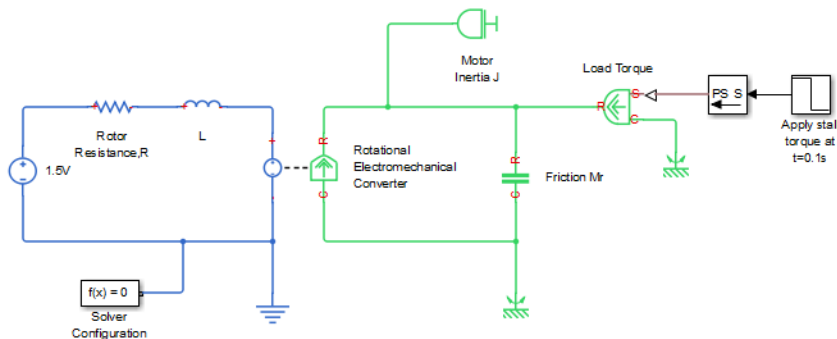 Motor
Inertia J
Load Torque
S
R
C
PS S
Apply stal
torque at
t=0.1s
+
+
+
Rotor
Resistance,R
L
1.5V
R
C
Rotational
Electromechanical
Converter
R
C
Friction Mr
f(x) = 0
Solver
Configuration